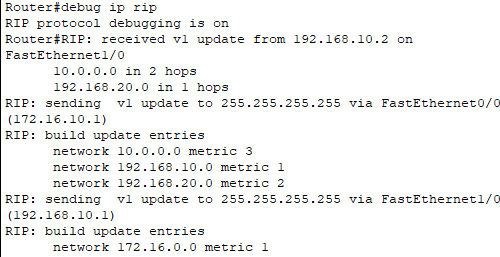 Router#debug ip rip
RIP protocol debugging is on
Router#RIP: received v1 update from 192.168.10.2 on
FastEthernet1/0
10.0.0.0 in 2 hops
192.168.20.0 in 1 hops
RIP: sending  v1 update to 255.255.255.255 via FastEthernet0/0
(172.16.10.1)
RIP: build update entries
network 10.0.0.0 metric 3
network 192.168.10.0 metric 1
network 192.168.20.0 metric 2
RIP: sending  v1 update to 255.255.255.255 via FastEthernet1/0
(192.168.10.1)
RIP: build update entries
network 172.16.0.0 metric 1